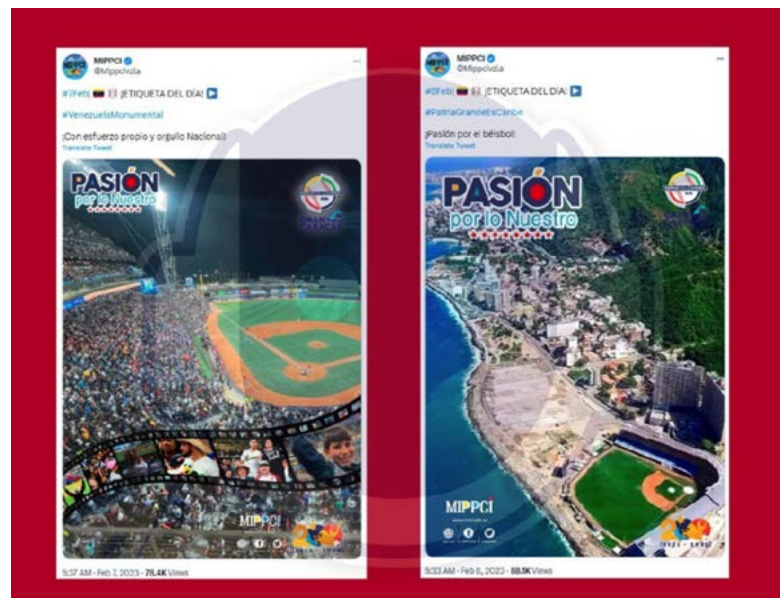 MIPPCI
@Mippcivzla
#7Feb| ¡ETIQUETA DEL DÍA!
#VenezuelaMonumental
¡Con esfuerzo propio y orgullo Nacional!
Translate Tweet
PASIÓN
por lo Nuestro
MIPPCI
5:37 AM - Feb 7, 2023 - 78.4K Views
MIPPCI
@Mippcivzla
#8Feb| ¡ETIQUETA DEL DÍA!
#PatriaGrandeEsCaribe
¡Pasión por el béisbol!
Translate Tweet
PASIÓN
por lo Nuestro
MIPPCI
5:33 AM - Feb 8, 2023 - 88.1K Views